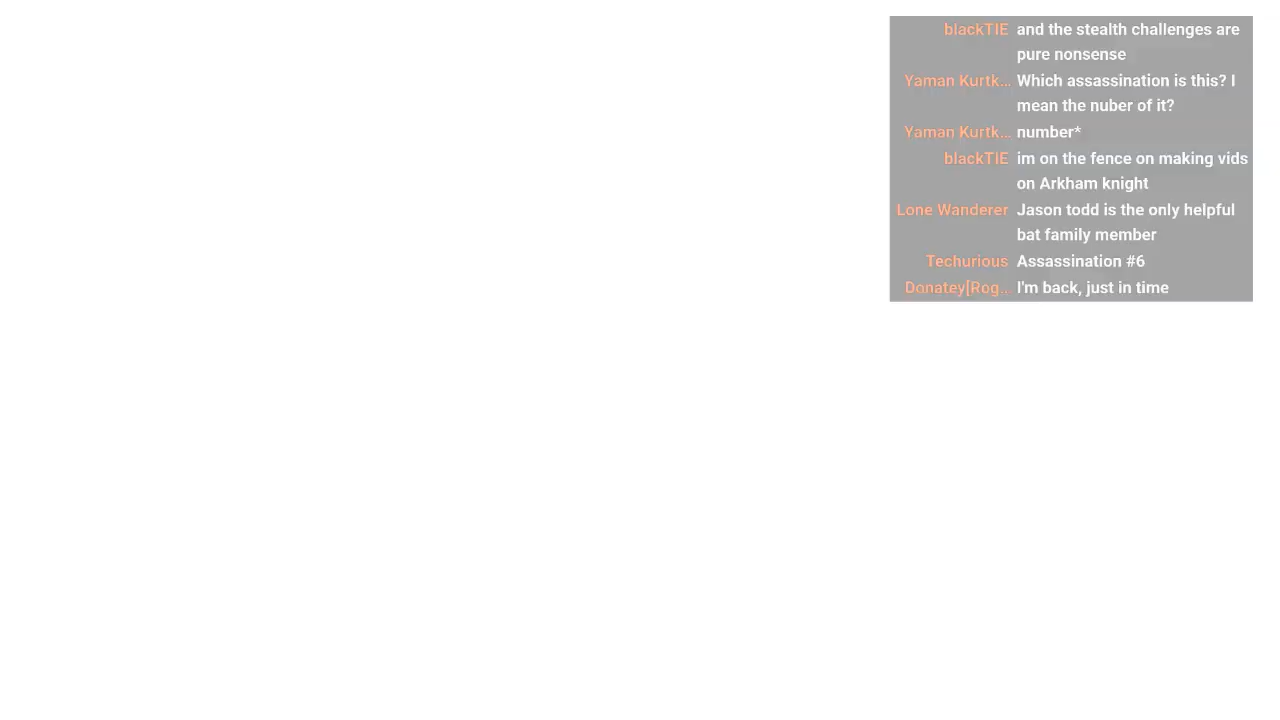 blackTIE and the stealth challenges are
pure nonsense
Yaman Kurtk... Which assassination is this? I
mean the nuber of it?
Yaman Kurtk... number*
blackTIE im on the fence on making vids
on Arkham knight
Lone Wanderer Jason todd is the only helpful
bat family member
Techurious Assassination #6
Donatey[Rog... I'm back, just in time